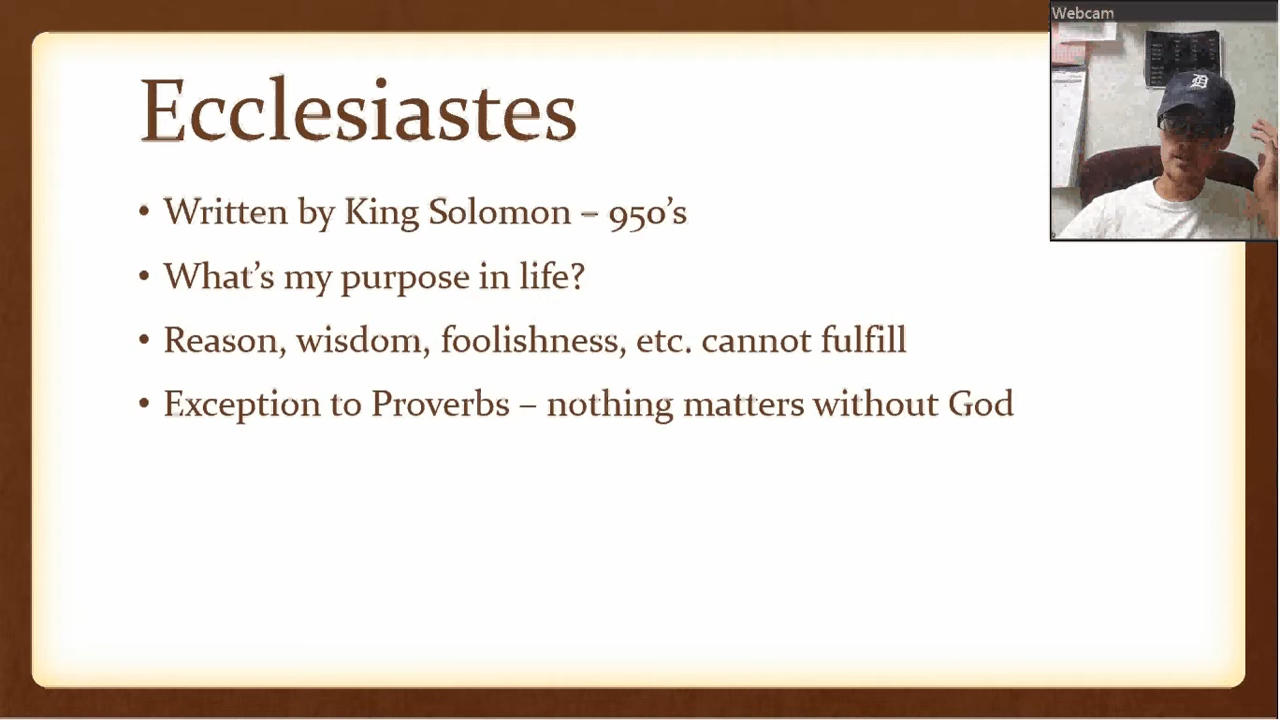 Webcam
Ecclesiastes
• Written by King Solomon – 950's
• What's my purpose in life?
• Reason, wisdom, foolishness, etc. cannot fulfill
• Exception to Proverbs – nothing matters without God
D